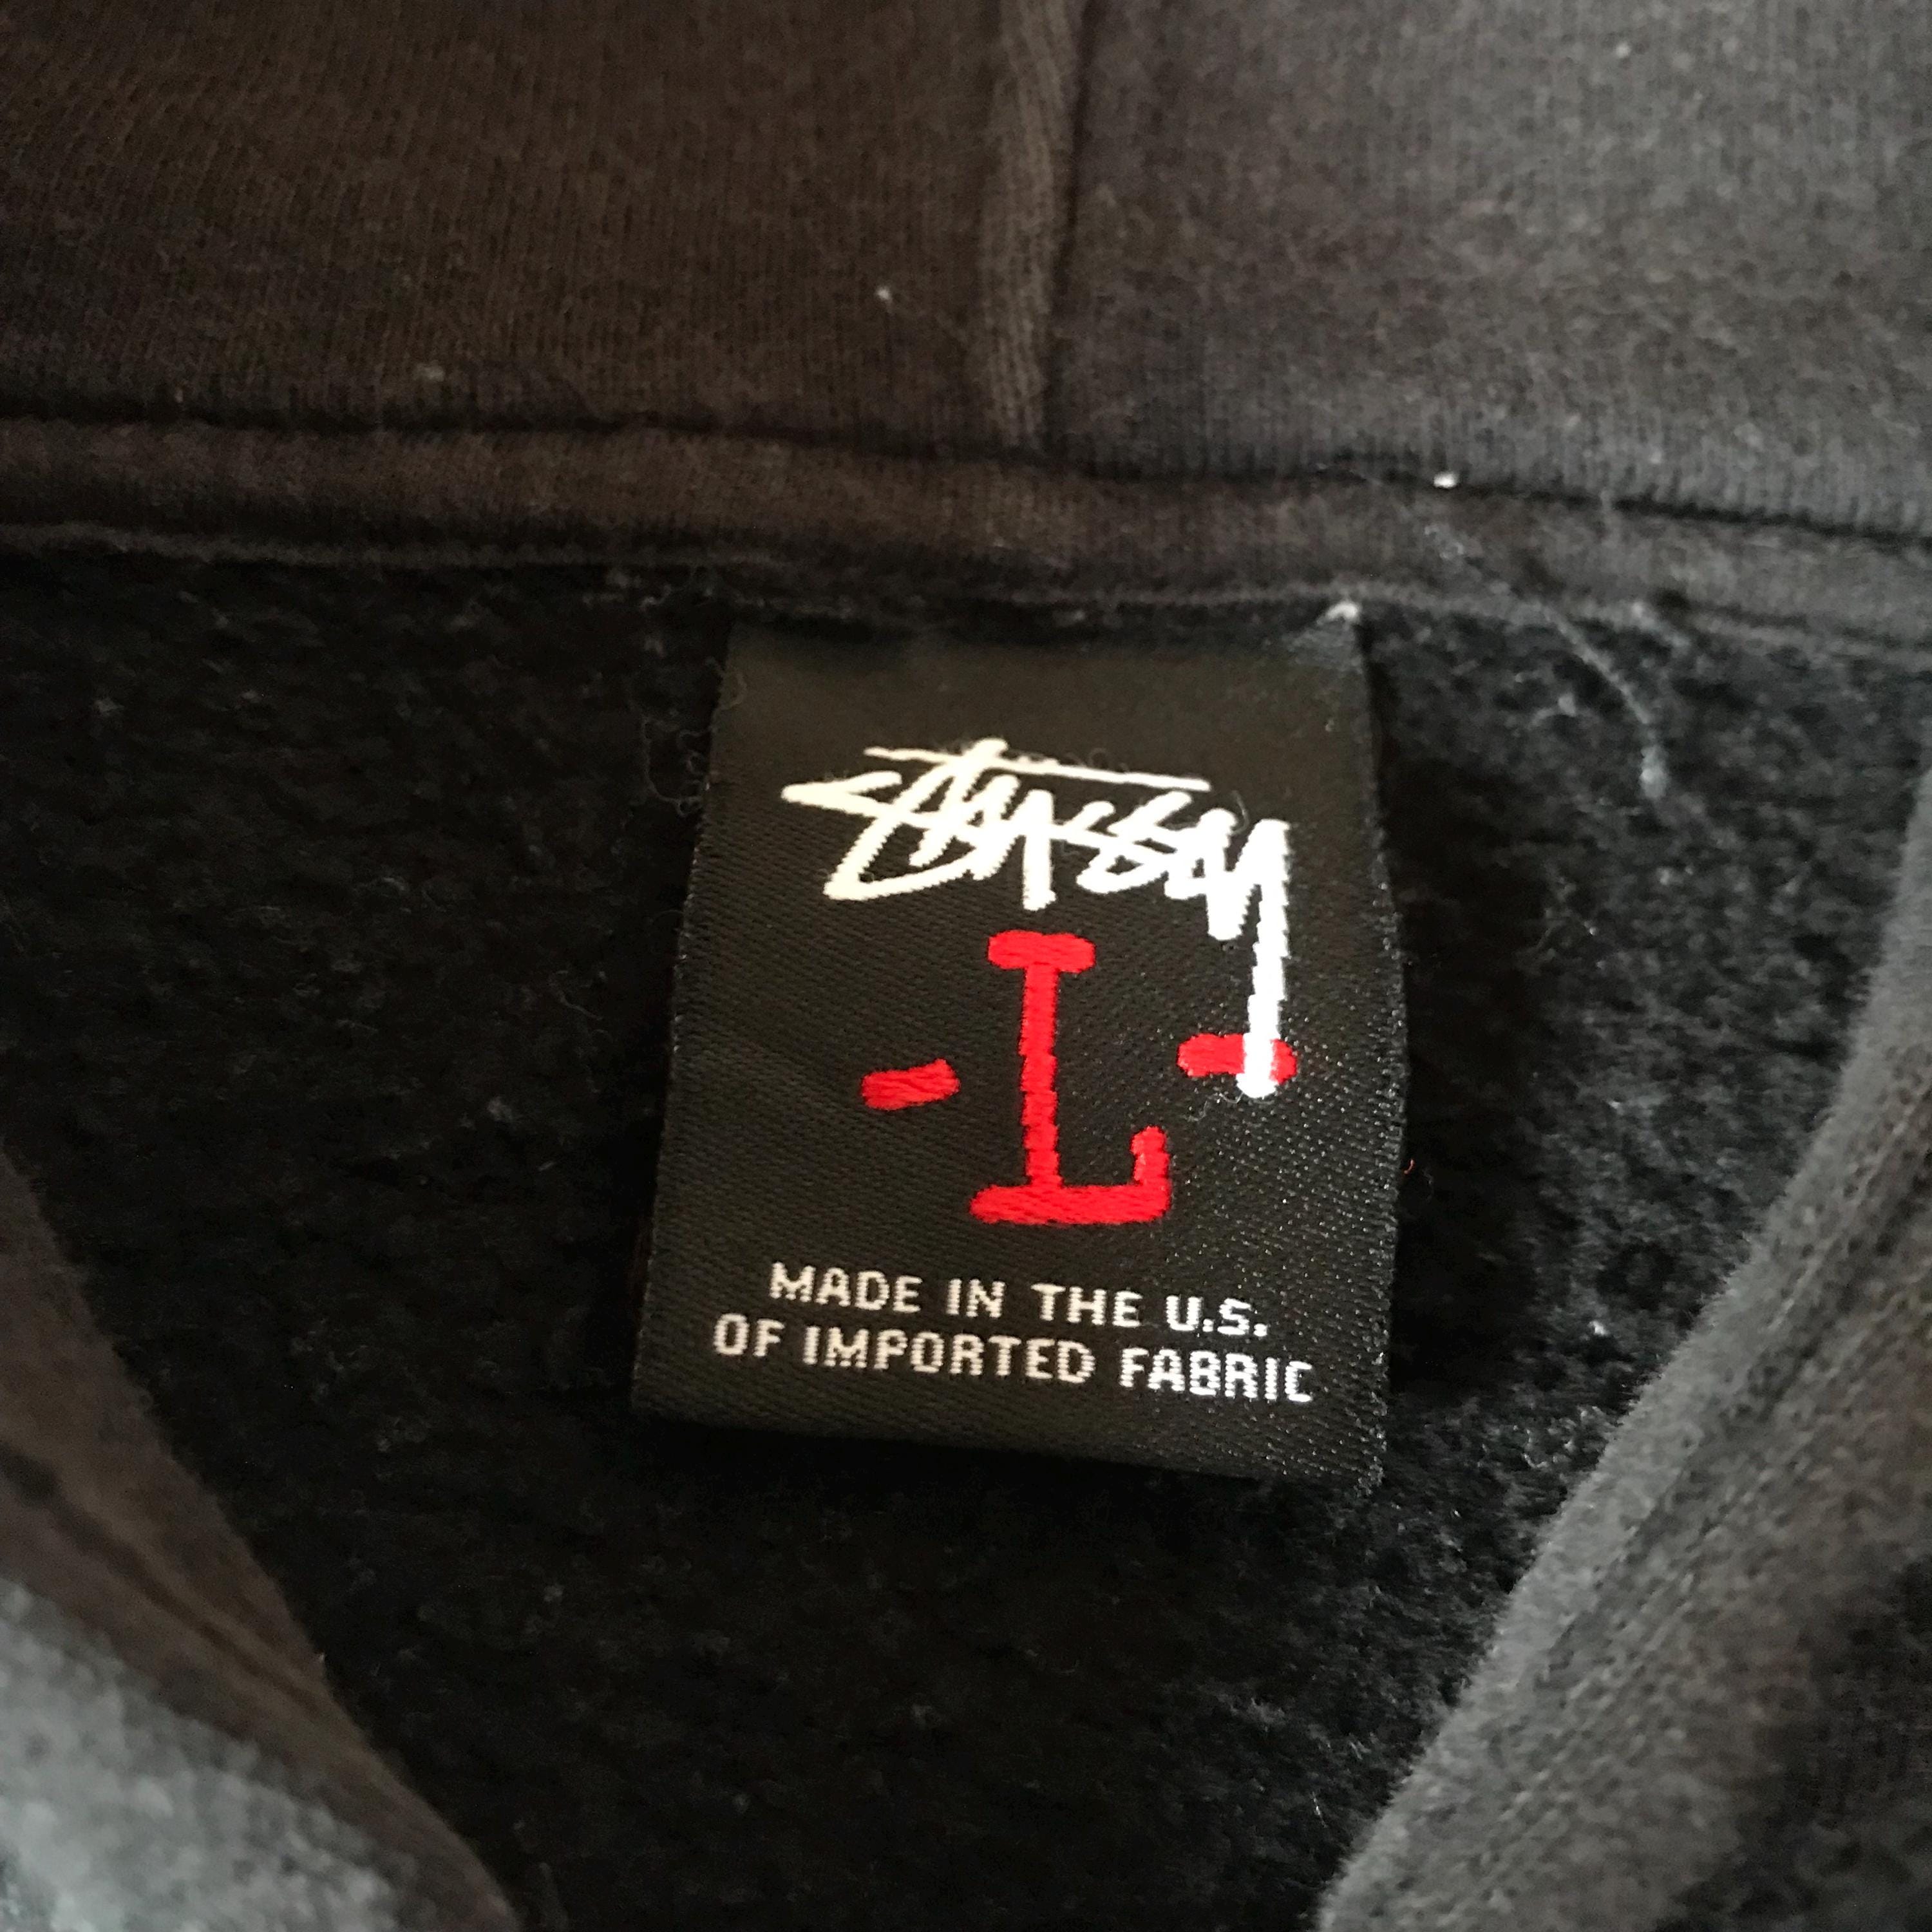 STUSSY
- L -
MADE IN THE U.S.
OF IMPORTED FABRIC